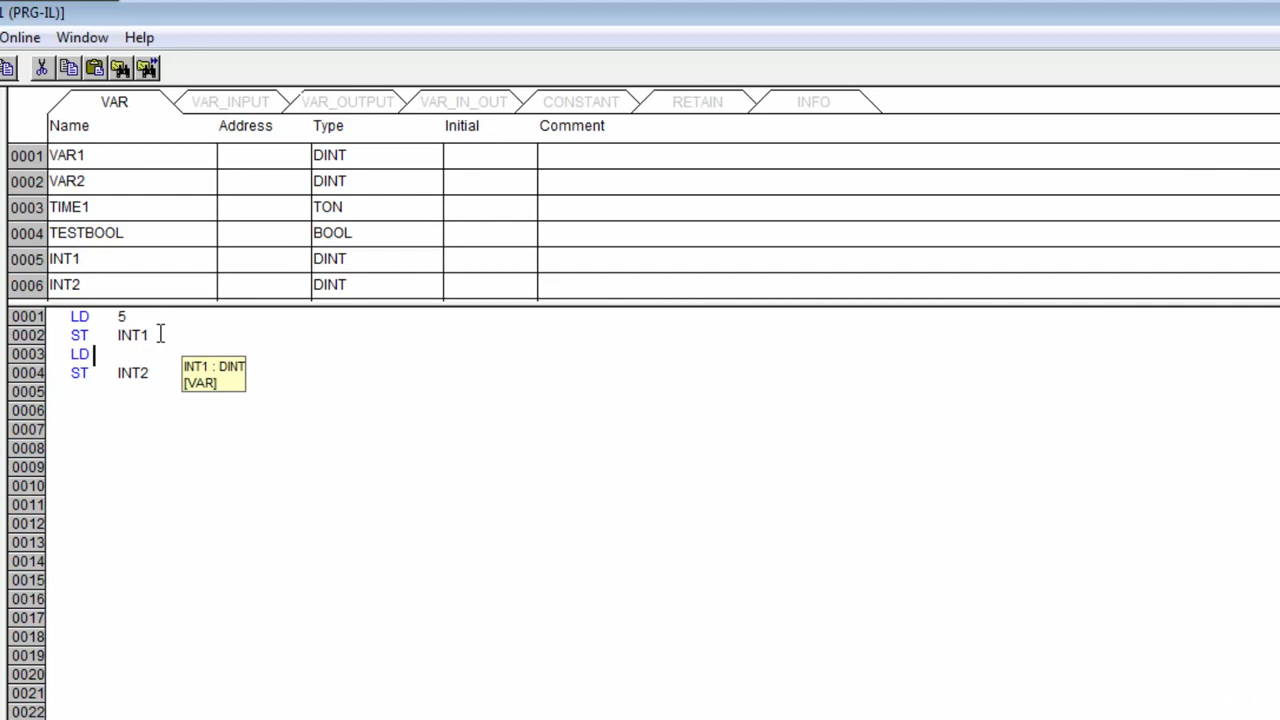 1 (PRG-IL)]
Online Window Help
VAR VAR_INPUT VAR_OUTPUT VAR_IN_OUT CONSTANT RETAIN INFO
Name Address Type Initial Comment
0001 VAR1 DINT
0002 VAR2 DINT
0003 TIME1 TON
0004 TESTBOOL BOOL
0005 INT1 DINT
0006 INT2 DINT
0001 LD 5
0002 ST INT1
0003 LD
INT1 : DINT
[VAR]
0004 ST INT2
0005
0006
0007
0008
0009
0010
0011
0012
0013
0014
0015
0016
0017
0018
0019
0020
0021
0022